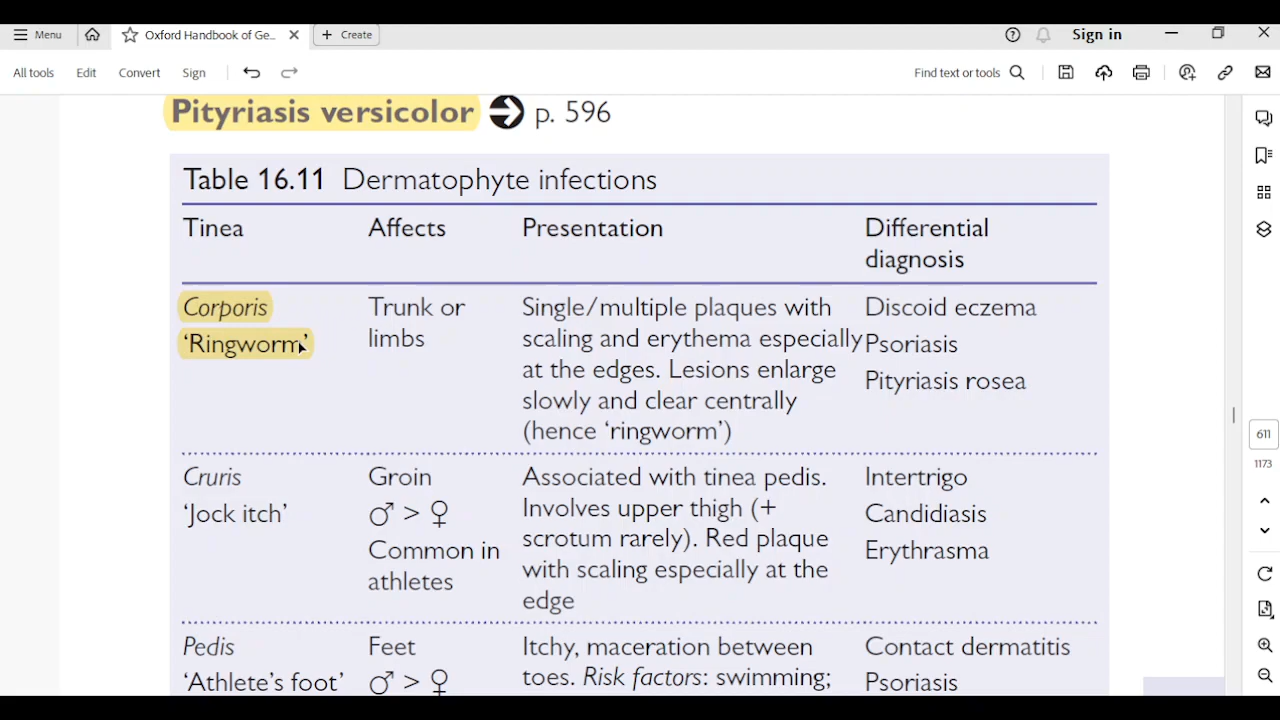 Menu
Oxford Handbook of Ge...
+ Create
Sign in
All tools Edit Convert Sign
Find text or tools
Pityriasis versicolor p. 596
Table 16.11 Dermatophyte infections
Tinea Affects Presentation Differential
diagnosis
Corporis Trunk or Single/multiple plaques with Discoid eczema
'Ringworm' limbs scaling and erythema especially Psoriasis
at the edges. Lesions enlarge Pityriasis rosea
slowly and clear centrally
(hence 'ringworm')
Cruris Groin Associated with tinea pedis. Intertrigo
'Jock itch' ♂ > ♀ Involves upper thigh (+ Candidiasis
Common in scrotum rarely). Red plaque Erythrasma
athletes with scaling especially at the
edge
Pedis Feet Itchy, maceration between Contact dermatitis
'Athlete's foot' ♂ > ♀ toes. Risk factors: swimming; Psoriasis
611
1173